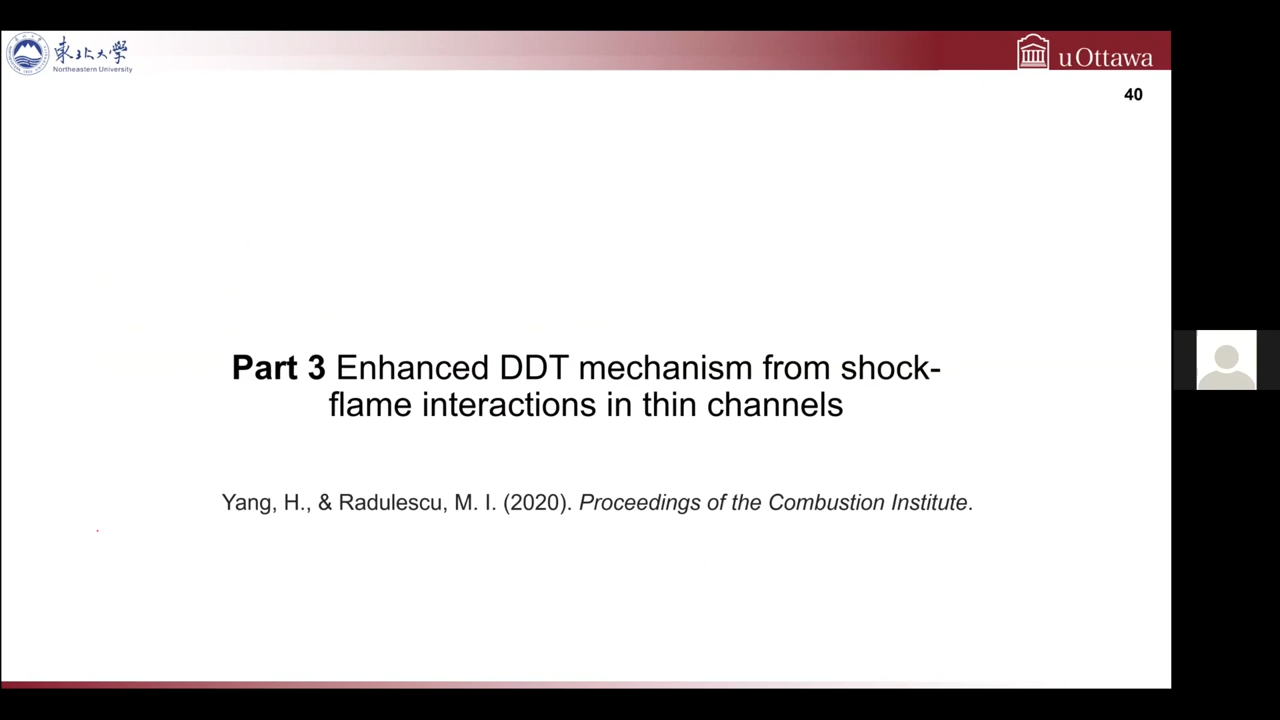 東北大学
Northeastern University
uOttawa
40
Part 3 Enhanced DDT mechanism from shock-
flame interactions in thin channels
Yang, H., & Radulescu, M. I. (2020). Proceedings of the Combustion Institute.